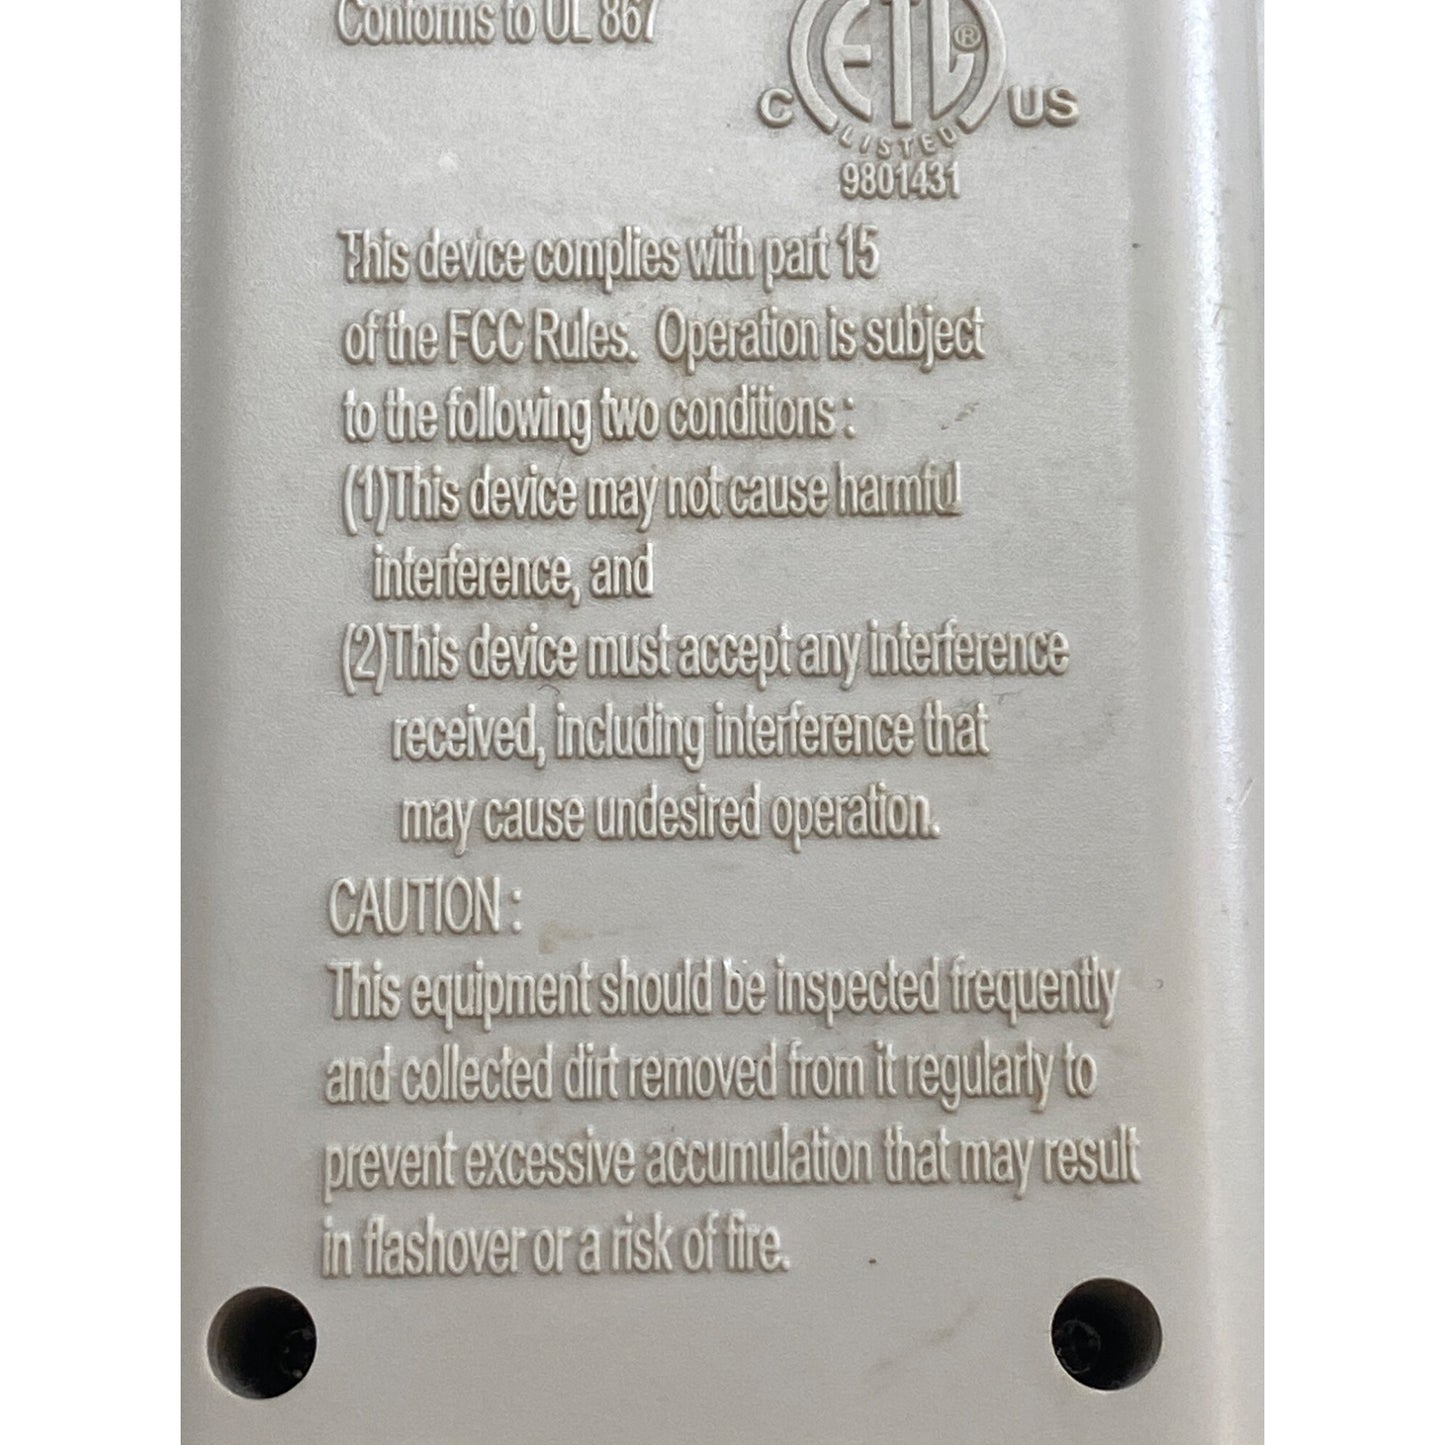 Conforms to UL 867
ETL ®
C US
LISTED
9801431
This device complies with part 15
of the FCC Rules. Operation is subject
to the following two conditions :
(1)This device may not cause harmful
interference, and
(2)This device must accept any interference
received, including interference that
may cause undesired operation.
CAUTION :
This equipment should be inspected frequently
and collected dirt removed from it regularly to
prevent excessive accumulation that may result
in flashover or a risk of fire.